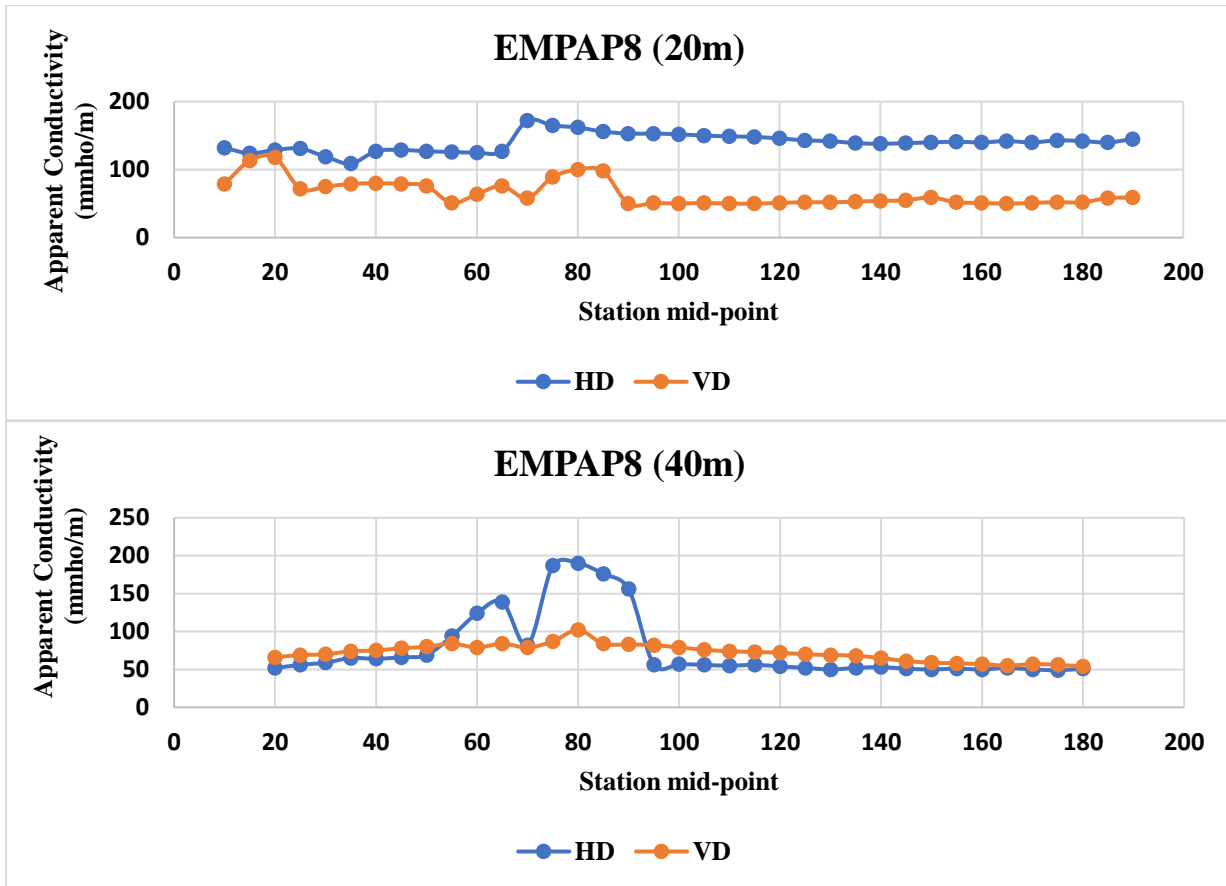 EMPAP8 (20m)
Apparent Conductivity
(mmho/m)
200
100
0
0 20 40 60 80 100 120 140 160 180 200
Station mid-point
HD VD
EMPAP8 (40m)
Apparent Conductivity
(mmho/m)
250
200
150
100
50
0
0 20 40 60 80 100 120 140 160 180 200
Station mid-point
HD VD